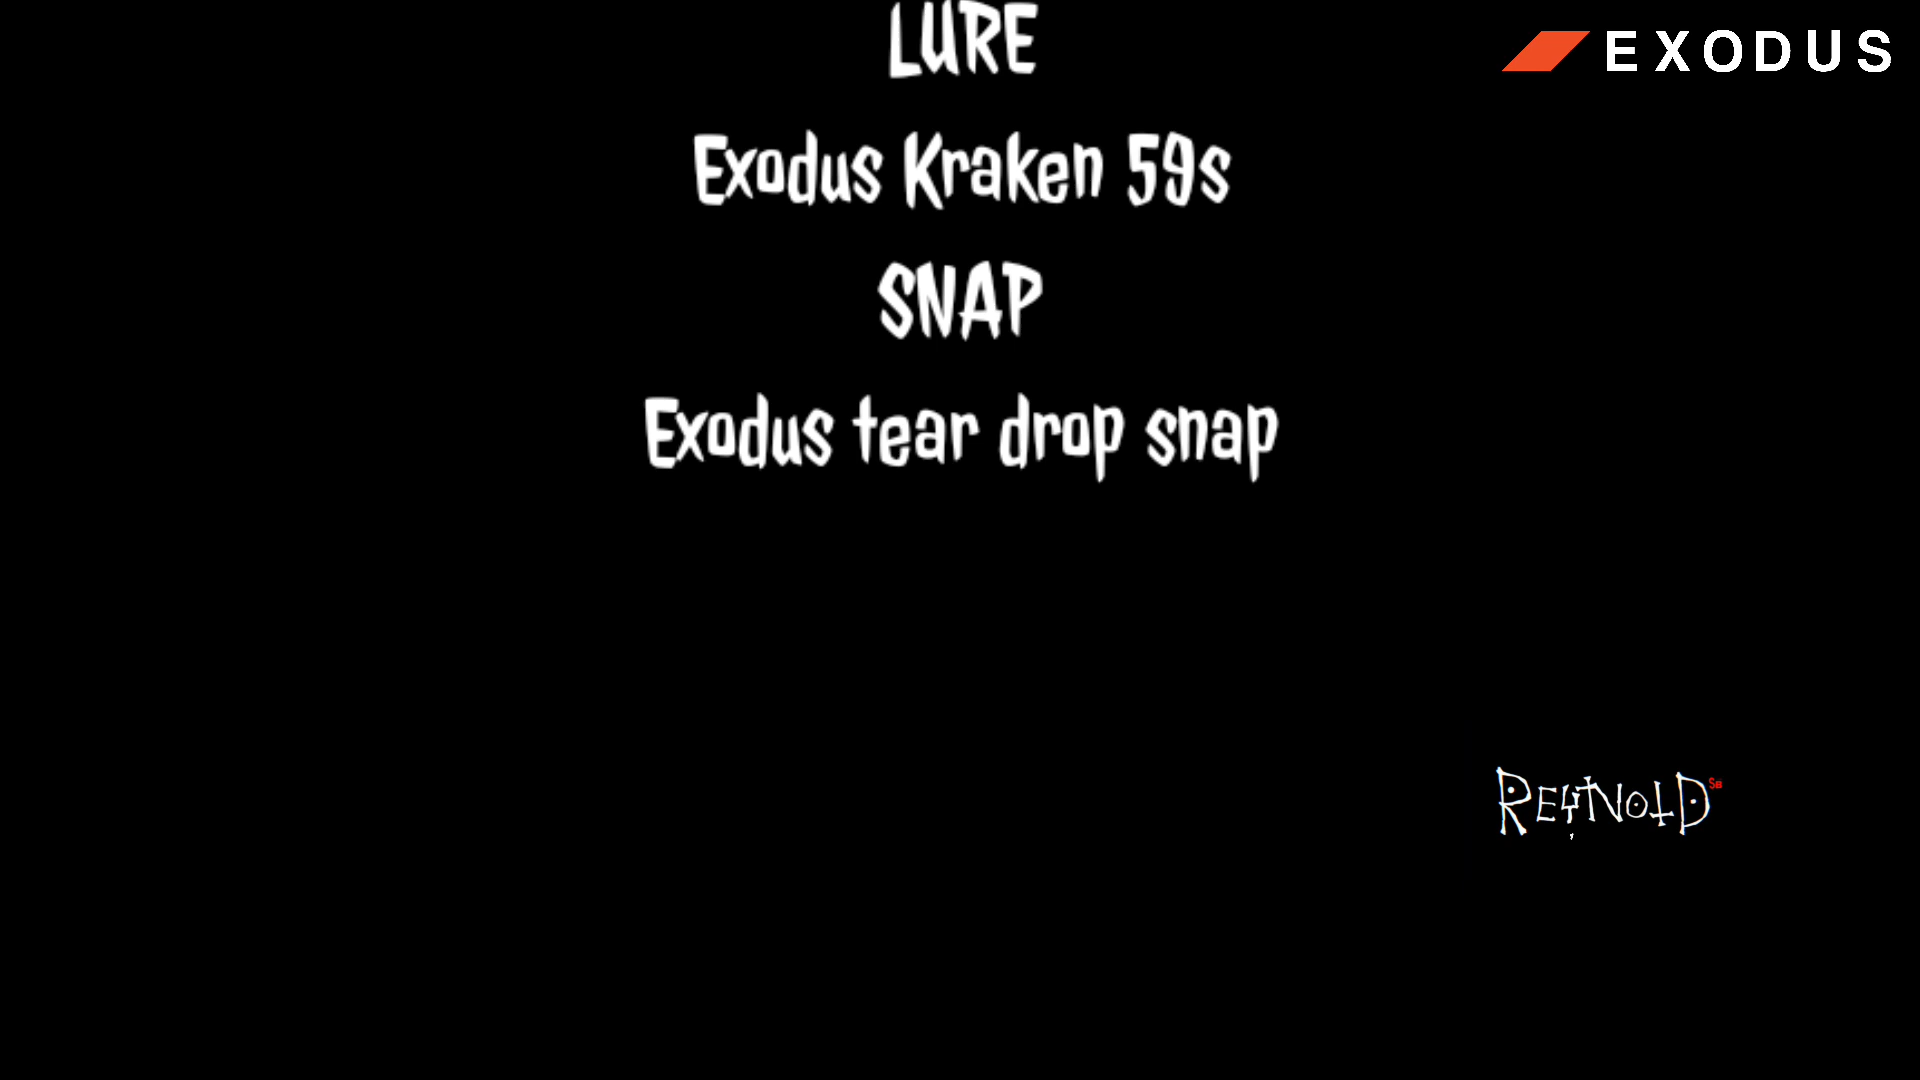 LURE
EXODUS
Exodus Kraken 59s
SNAP
Exodus tear drop snap
REYNOLD